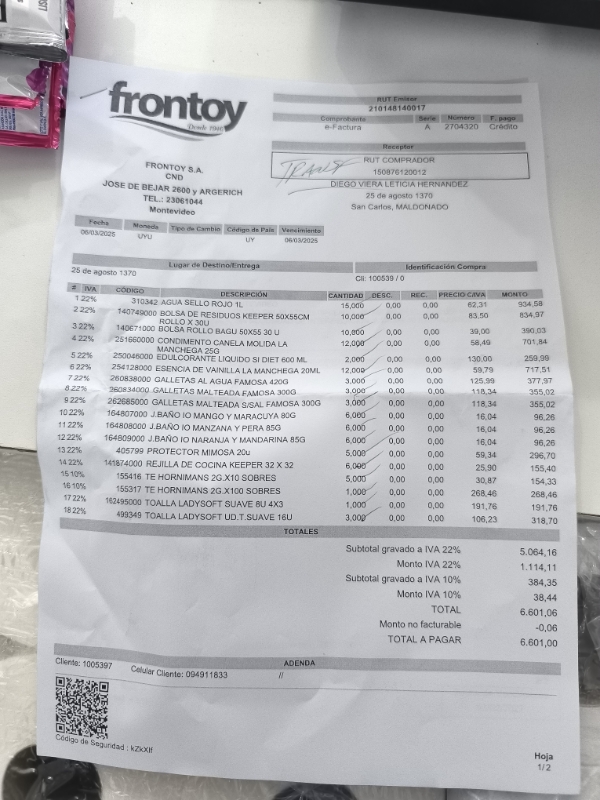 frontoy
Desde 1980
RUT Emisor
210148140017
Comprobante Serie Número F. pago
e-Factura A 2704320 Crédito
Receptor
RUT COMPRADOR
150876120012
DIEGO VIERA LETICIA HERNANDEZ
25 de agosto 1370
San Carlos, MALDONADO
FRONTOY S.A.
CND
JOSE DE BEJAR 2600 y ARGERICH
TEL.: 23061044
Montevideo
Fecha Moneda Tipo de Cambio Código de País Vencimiento
06/03/2025 UYU UY 06/03/2025
Lugar de Destino/Entrega Identificación Compra
25 de agosto 1370 Cli: 100539 / 0
# IVA CÓDIGO DESCRIPCIÓN CANTIDAD DESC. REC. PRECIO C/IVA MONTO
1 22% 310342 AGUA SELLO ROJO 1L 15,000 0,00 0,00 62,31 934,58
2 22% 140749000 BOLSA DE RESIDUOS KEEPER 50X55CM 10,000 0,00 0,00 83,50 834,97
ROLLO X 30U
3 22% 140671000 BOLSA ROLLO BAGU 50X55 30 U 10,000 0,00 0,00 39,00 390,03
4 22% 251660000 CONDIMENTO CANELA MOLIDA LA 12,000 0,00 0,00 58,49 701,84
MANCHEGA 25G
5 22% 250046000 EDULCORANTE LIQUIDO SI DIET 600 ML 2,000 0,00 0,00 130,00 259,99
6 22% 254128000 ESENCIA DE VAINILLA LA MANCHEGA 20ML 12,000 0,00 0,00 59,79 717,51
7 22% 260838000 GALLETAS AL AGUA FAMOSA 420G 3,000 0,00 0,00 125,99 377,97
8 22% 260834000 GALLETAS MALTEADA FAMOSA 300G 3,000 0,00 0,00 118,34 355,02
9 22% 262685000 GALLETAS MALTEADA S/SAL FAMOSA 300G 3,000 0,00 0,00 118,34 355,02
10 22% 164807000 J.BAÑO IO MANGO Y MARACUYA 80G 6,000 0,00 0,00 16,04 96,26
11 22% 164808000 J.BAÑO IO MANZANA Y PERA 85G 6,000 0,00 0,00 16,04 96,26
12 22% 164809000 J.BAÑO IO NARANJA Y MANDARINA 85G 6,000 0,00 0,00 16,04 96,26
13 22% 405799 PROTECTOR MIMOSA 20u 5,000 0,00 0,00 59,34 296,70
14 22% 141874000 REJILLA DE COCINA KEEPER 32 X 32 6,000 0,00 0,00 25,90 155,40
15 10% 155416 TE HORNIMANS 2G.X10 SOBRES 5,000 0,00 0,00 30,87 154,33
16 10% 155317 TE HORNIMANS 2G.X100 SOBRES 1,000 0,00 0,00 268,46 268,46
17 22% 162495000 TOALLA LADYSOFT SUAVE 8U 4X3 1,000 0,00 0,00 191,76 191,76
18 22% 499349 TOALLA LADYSOFT UD.T.SUAVE 16U 3,000 0,00 0,00 106,23 318,70
TOTALES
Subtotal gravado a IVA 22% 5.064,16
Monto IVA 22% 1.114,11
Subtotal gravado a IVA 10% 384,35
Monto IVA 10% 38,44
TOTAL 6.601,06
Monto no facturable -0,06
TOTAL A PAGAR 6.601,00
ADENDA
Cliente: 1005397 Celular Cliente: 094911833 //
Código de Seguridad : kZkXIf
Hoja
1/2